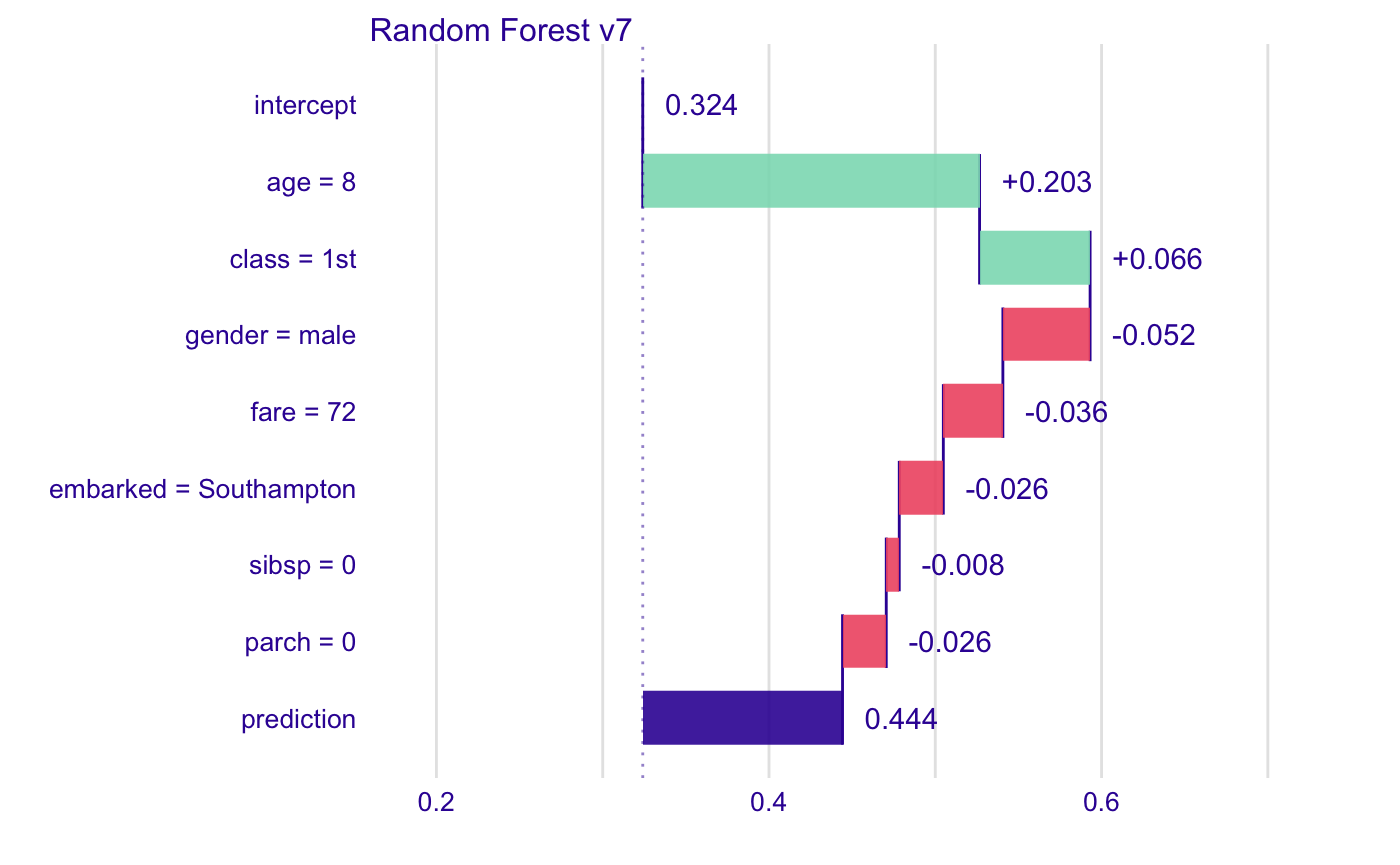 Random Forest v7
intercept 0.324
age = 8 +0.203
class = 1st +0.066
gender = male -0.052
fare = 72 -0.036
embarked = Southampton -0.026
sibsp = 0 -0.008
parch = 0 -0.026
prediction 0.444
0.2 0.4 0.6